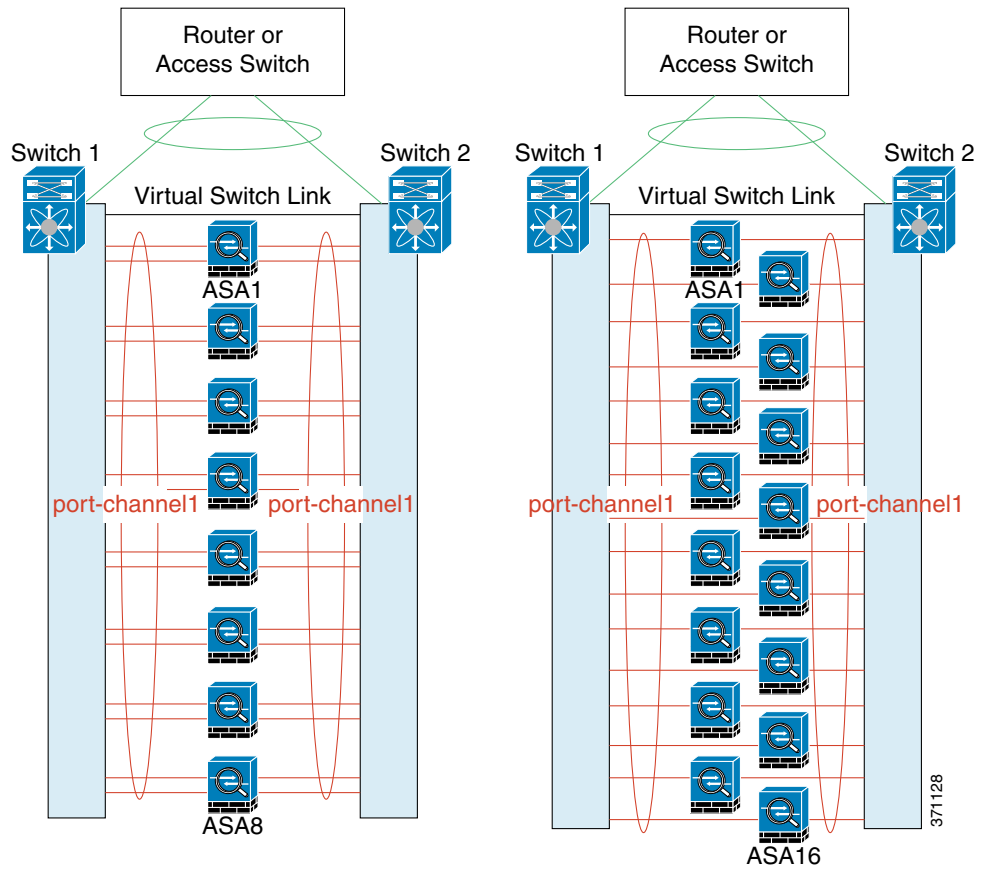 Router or
Access Switch
Switch 1
Switch 2
Virtual Switch Link
ASA1
port-channel1
port-channel1
ASA8
Router or
Access Switch
Switch 1
Switch 2
Virtual Switch Link
ASA1
port-channel1
port-channel1
ASA16
371128